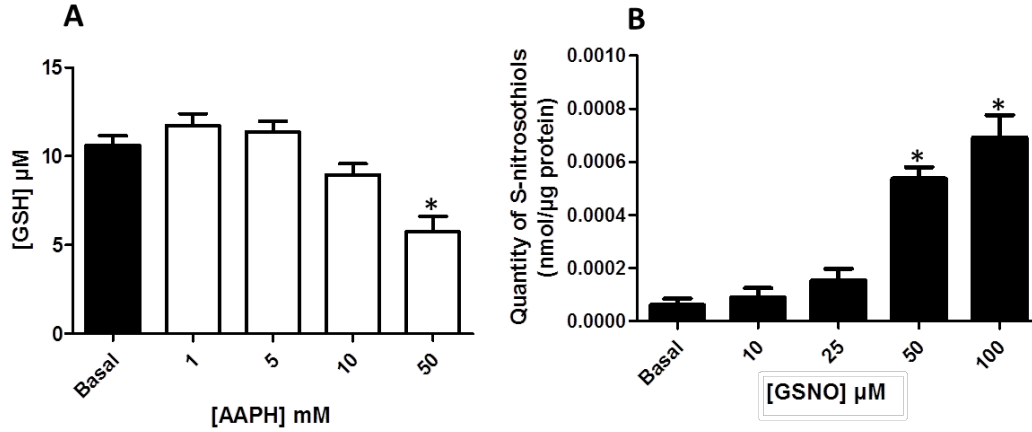 A
[GSH] µM
15
10
5
0
*
Basal
1
5
10
50
[AAPH] mM
B
Quantity of S-nitrosothiols
(nmol/µg protein)
0.0010
0.0008
0.0006
0.0004
0.0002
0.0000
*
*
Basal
10
25
50
100
[GSNO] µM